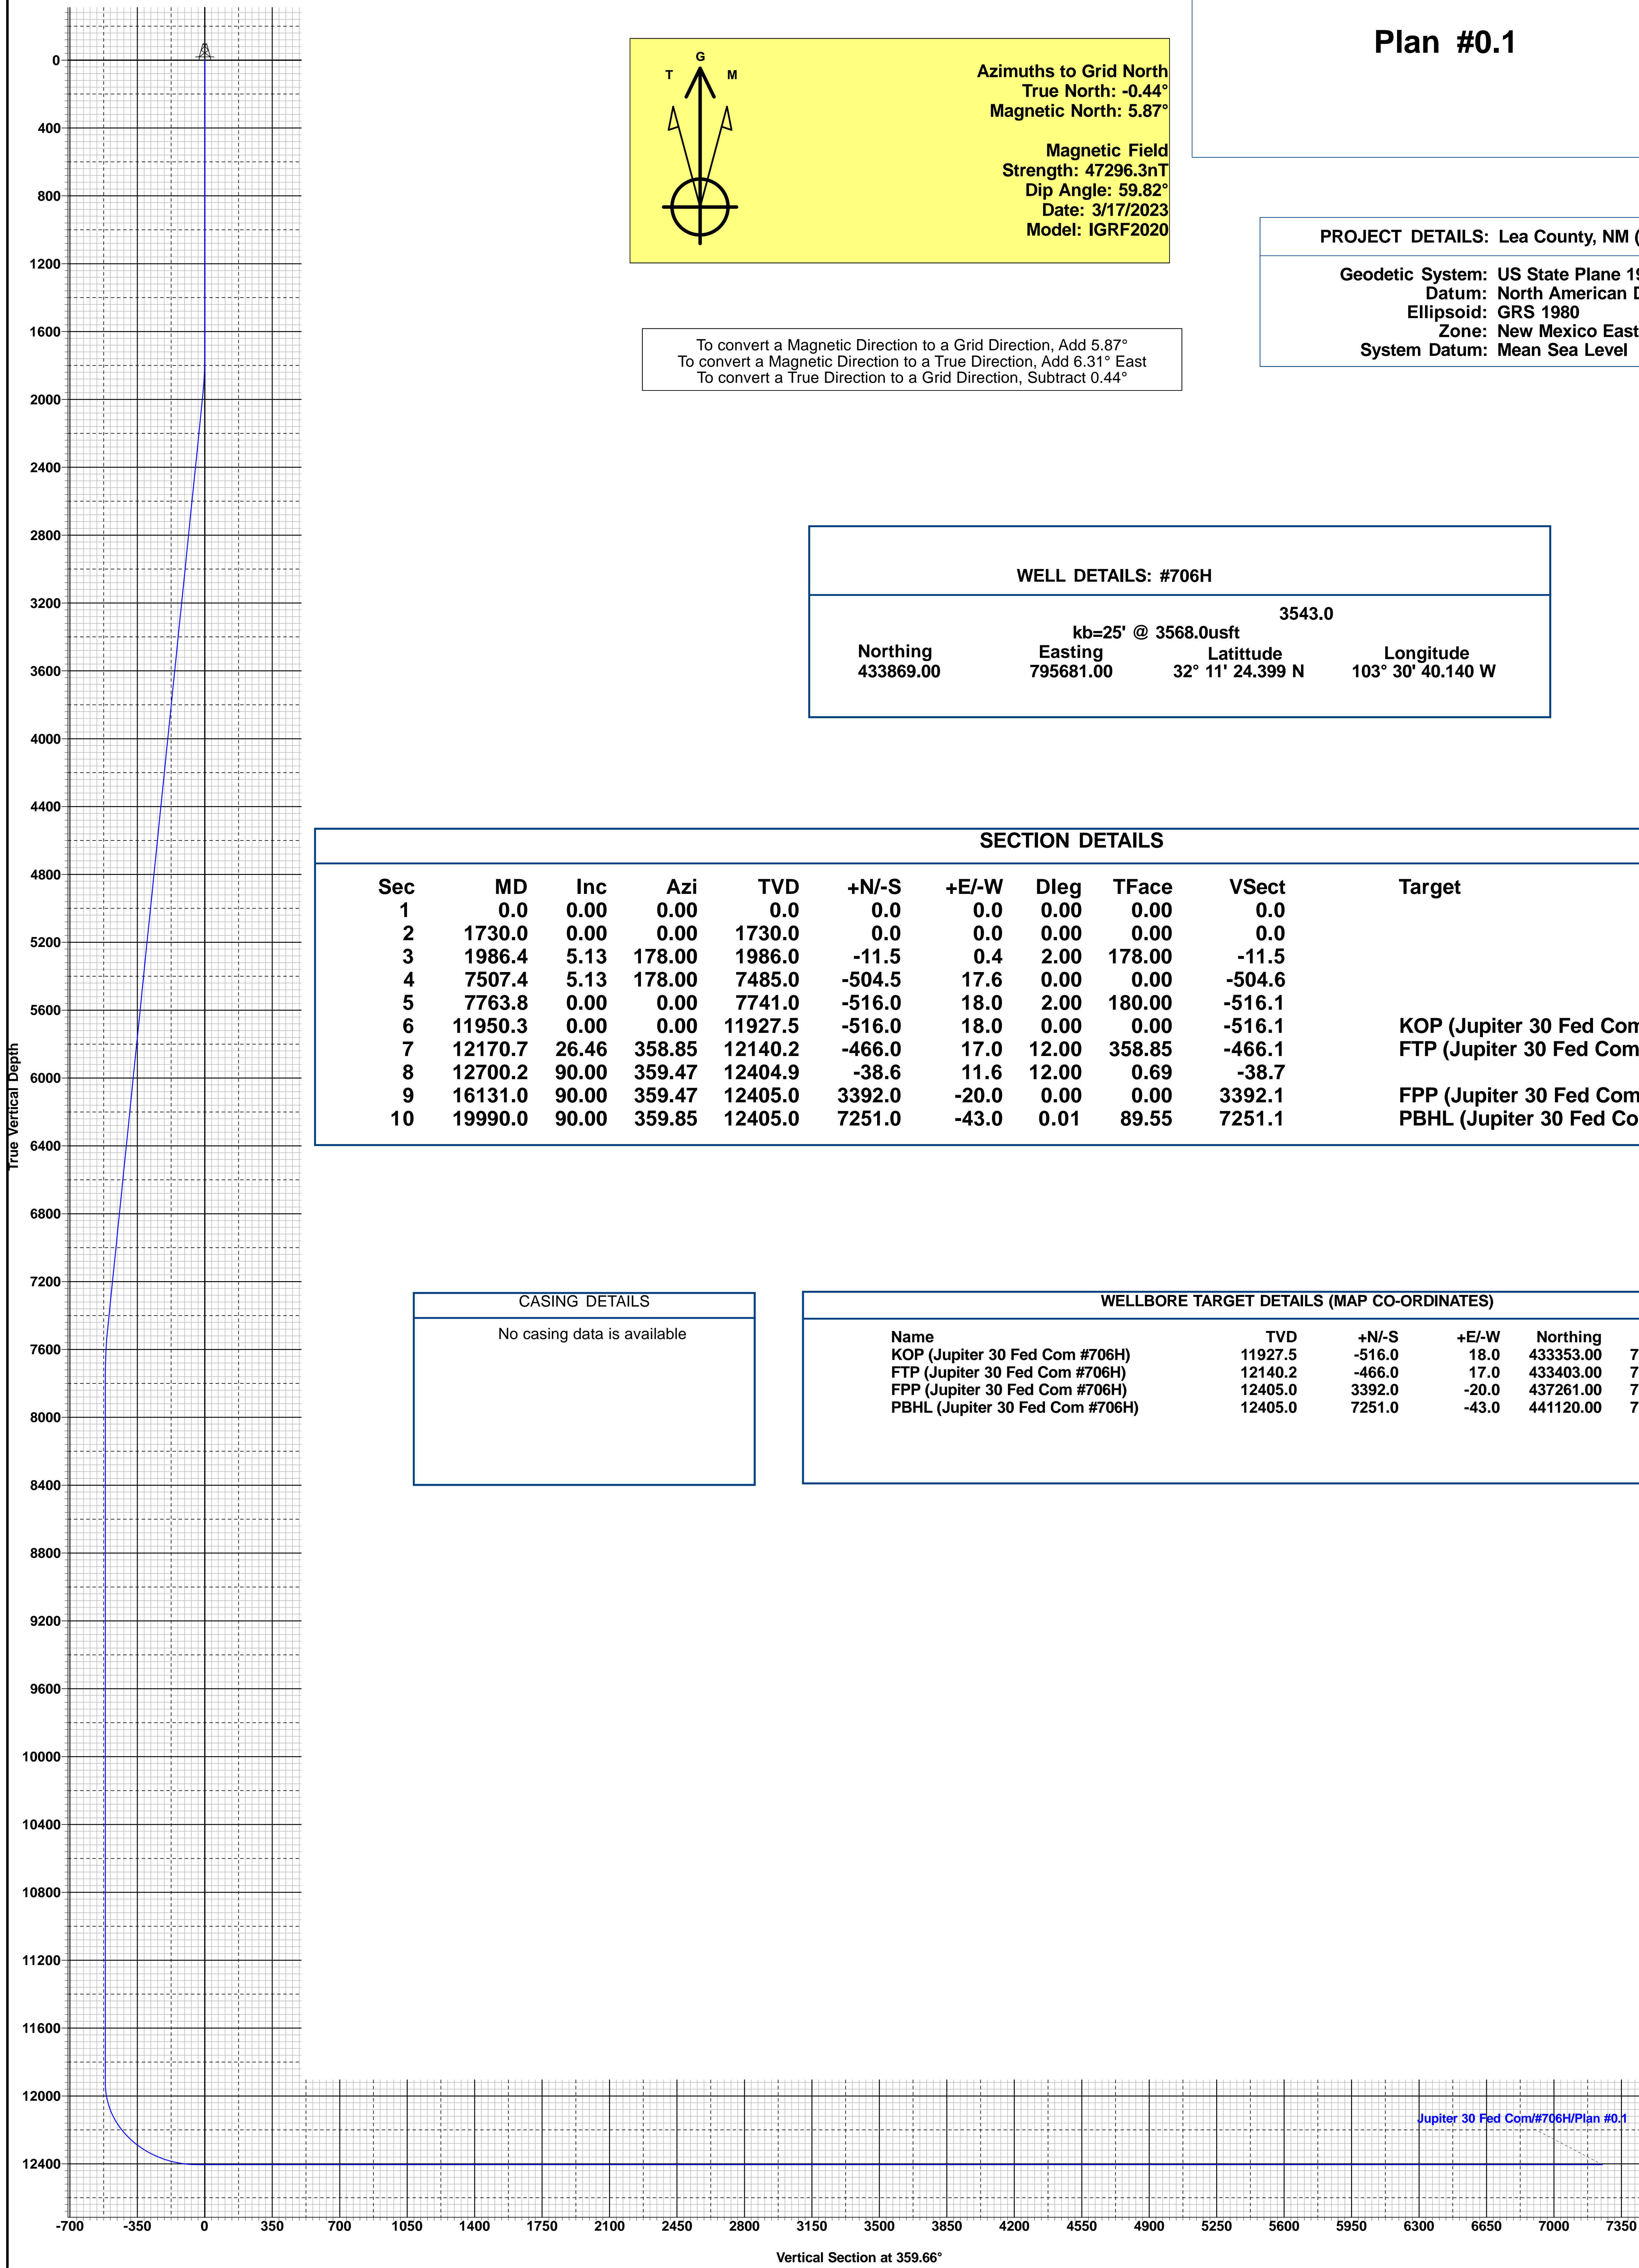 Plan #0.1
G
T M
Azimuths to Grid North
True North: -0.44°
Magnetic North: 5.87°
Magnetic Field
Strength: 47296.3nT
Dip Angle: 59.82°
Date: 3/17/2023
Model: IGRF2020
PROJECT DETAILS: Lea County, NM (
Geodetic System: US State Plane 19
Datum: North American D
Ellipsoid: GRS 1980
Zone: New Mexico East
System Datum: Mean Sea Level
To convert a Magnetic Direction to a Grid Direction, Add 5.87°
To convert a Magnetic Direction to a True Direction, Add 6.31° East
To convert a True Direction to a Grid Direction, Subtract 0.44°
WELL DETAILS: #706H
3543.0
kb=25' @ 3568.0usft
Northing Easting Latittude Longitude
433869.00 795681.00 32° 11' 24.399 N 103° 30' 40.140 W
SECTION DETAILS
Sec MD Inc Azi TVD +N/-S +E/-W Dleg TFace VSect Target
1 0.0 0.00 0.00 0.0 0.0 0.0 0.00 0.00 0.0
2 1730.0 0.00 0.00 1730.0 0.0 0.0 0.00 0.00 0.0
3 1986.4 5.13 178.00 1986.0 -11.5 0.4 2.00 178.00 -11.5
4 7507.4 5.13 178.00 7485.0 -504.5 17.6 0.00 0.00 -504.6
5 7763.8 0.00 0.00 7741.0 -516.0 18.0 2.00 180.00 -516.1
6 11950.3 0.00 0.00 11927.5 -516.0 18.0 0.00 0.00 -516.1 KOP (Jupiter 30 Fed Com
7 12170.7 26.46 358.85 12140.2 -466.0 17.0 12.00 358.85 -466.1 FTP (Jupiter 30 Fed Com
8 12700.2 90.00 359.47 12404.9 -38.6 11.6 12.00 0.69 -38.7
9 16131.0 90.00 359.47 12405.0 3392.0 -20.0 0.00 0.00 3392.1 FPP (Jupiter 30 Fed Com
10 19990.0 90.00 359.85 12405.0 7251.0 -43.0 0.01 89.55 7251.1 PBHL (Jupiter 30 Fed Co
CASING DETAILS
No casing data is available
WELLBORE TARGET DETAILS (MAP CO-ORDINATES)
Name TVD +N/-S +E/-W Northing
KOP (Jupiter 30 Fed Com #706H) 11927.5 -516.0 18.0 433353.00 7
FTP (Jupiter 30 Fed Com #706H) 12140.2 -466.0 17.0 433403.00 7
FPP (Jupiter 30 Fed Com #706H) 12405.0 3392.0 -20.0 437261.00 7
PBHL (Jupiter 30 Fed Com #706H) 12405.0 7251.0 -43.0 441120.00 7
True Vertical Depth
0
400
800
1200
1600
2000
2400
2800
3200
3600
4000
4400
4800
5200
5600
6000
6400
6800
7200
7600
8000
8400
8800
9200
9600
10000
10400
10800
11200
11600
12000
12400
Jupiter 30 Fed Com/#706H/Plan #0.1
-700 -350 0 350 700 1050 1400 1750 2100 2450 2800 3150 3500 3850 4200 4550 4900 5250 5600 5950 6300 6650 7000 7350
Vertical Section at 359.66°